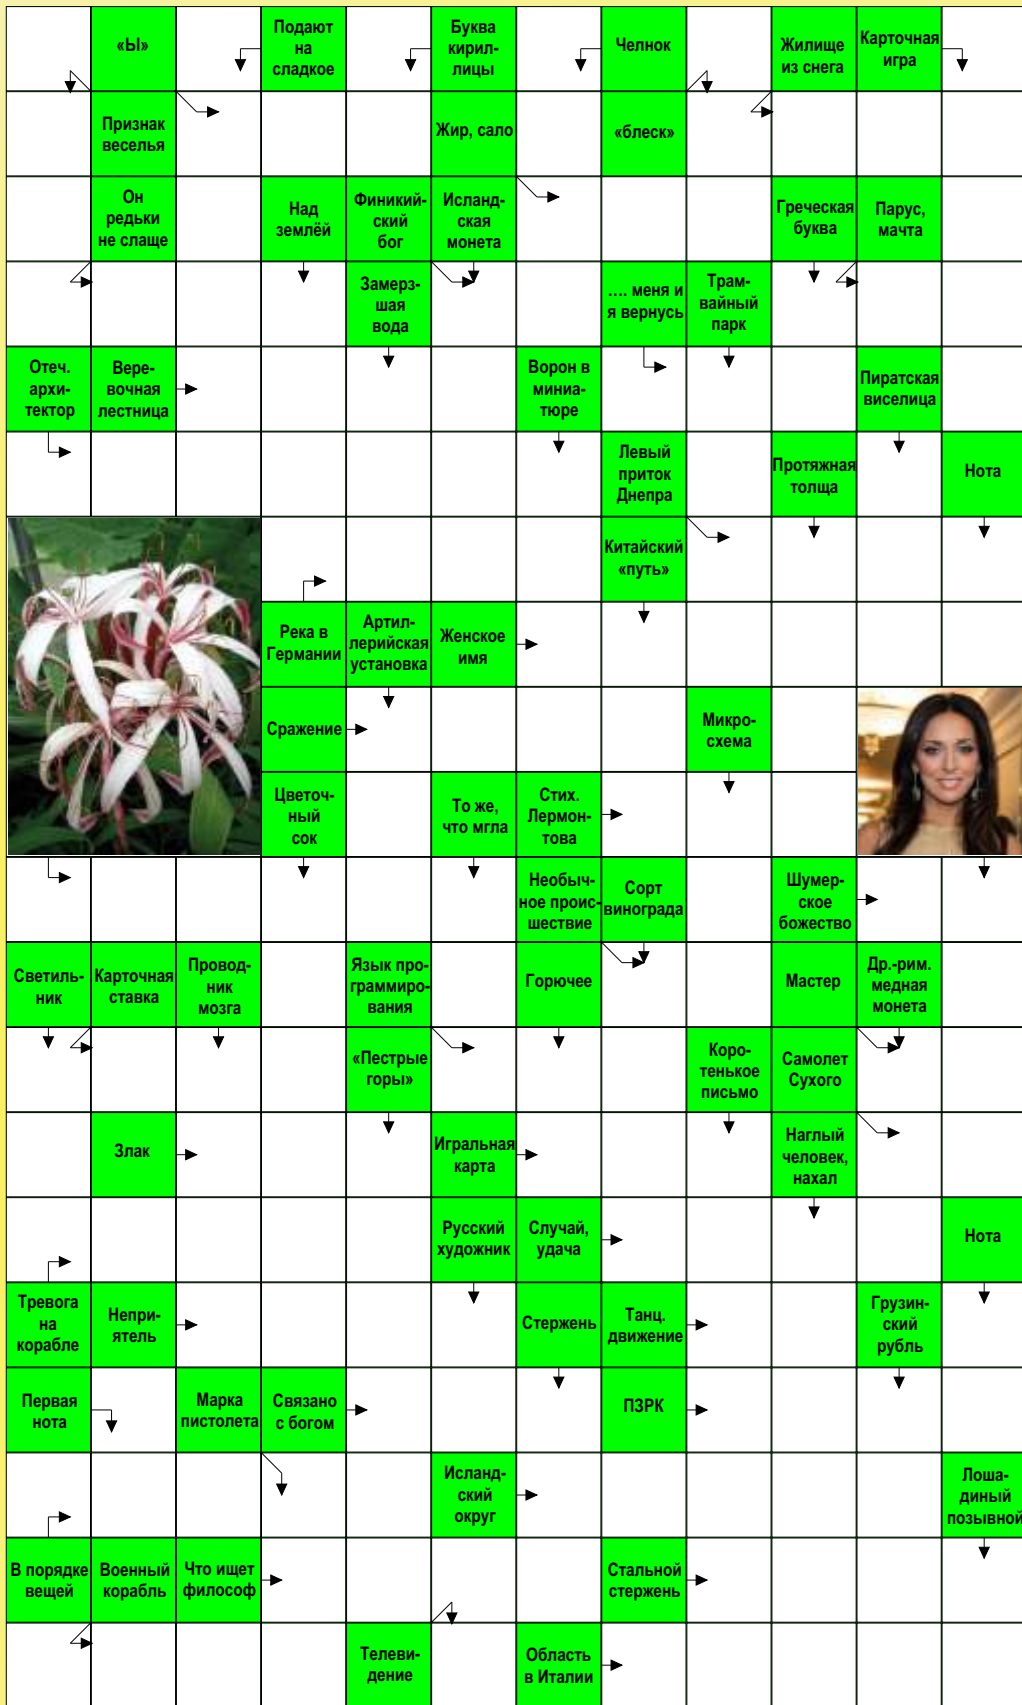 «Ы»
Подают
на
сладкое
Буква
кирил-
лицы
Челнок
Жилище
из снега
Карточная
игра
Признак
веселья
Жир, сало
«блеск»
Он
редьки
не слаще
Над
землёй
Финикий-
ский
бог
Исланд-
ская
монета
Греческая
буква
Парус,
мачта
Замерз-
шая
вода
.... меня и
я вернусь
Трам-
вайный
парк
Отеч.
архи-
тектор
Вере-
вочная
лестница
Ворон в
миниа-
тюре
Пиратская
виселица
Левый
приток
Днепра
Протяжная
толща
Нота
Китайский
«путь»
Река в
Германии
Артил-
лерийская
установка
Женское
имя
Сражение
Микро-
схема
Цветоч-
ный
сок
То же,
что мгла
Стих.
Лермон-
това
Необыч-
ное проис-
шествие
Сорт
винограда
Шумер-
ское
божество
Светиль-
ник
Карточная
ставка
Провод-
ник
мозга
Язык про-
граммиро-
вания
Горючее
Мастер
Др.-рим.
медная
монета
«Пестрые
горы»
Коро-
тенькое
письмо
Самолет
Сухого
Злак
Игральная
карта
Наглый
человек,
нахал
Русский
художник
Случай,
удача
Нота
Тревога
на
корабле
Непри-
ятель
Стержень
Танц.
движение
Грузин-
ский
рубль
Первая
нота
Марка
пистолета
Связано
с богом
ПЗРК
Исланд-
ский
округ
Лоша-
диный
позывной
В порядке
вещей
Военный
корабль
Что ищет
философ
Стальной
стержень
Телеви-
дение
Область
в Италии